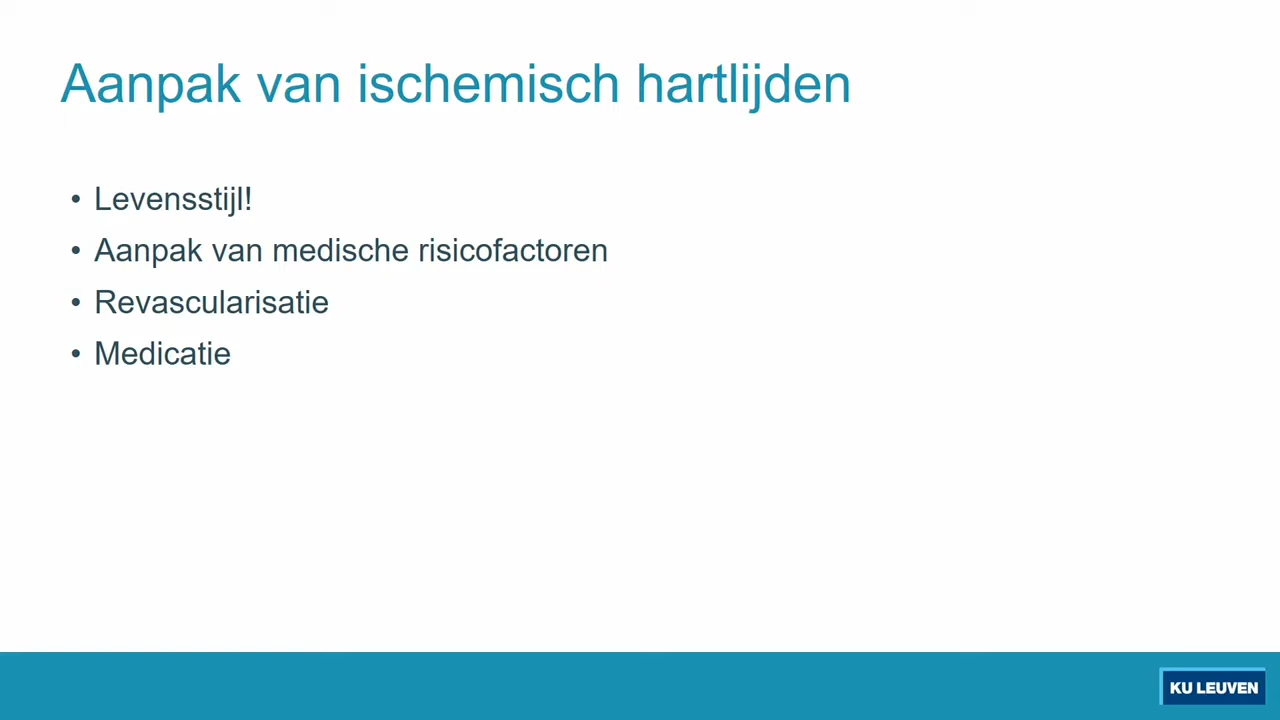 Aanpak van ischemisch hartlijden
• Levensstijl!
• Aanpak van medische risicofactoren
• Revascularisatie
• Medicatie
KU LEUVEN